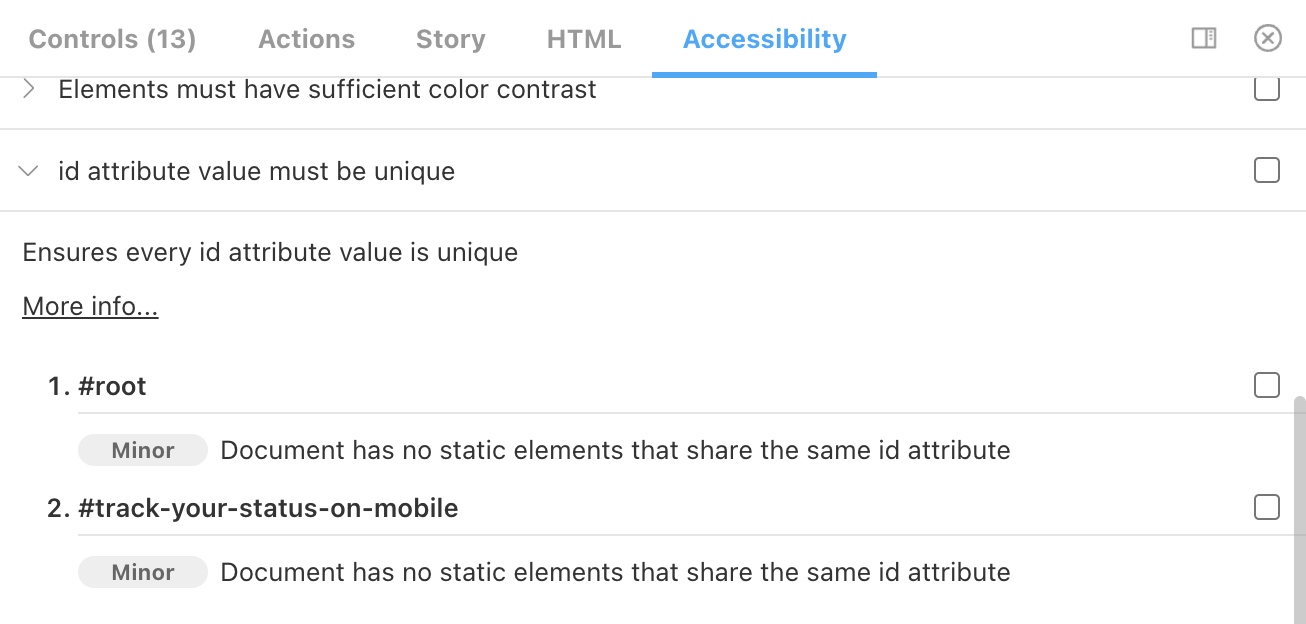 Controls (13) Actions Story HTML Accessibility
Elements must have sufficient color contrast
id attribute value must be unique
Ensures every id attribute value is unique
More info...
1. #root
Minor Document has no static elements that share the same id attribute
2. #track-your-status-on-mobile
Minor Document has no static elements that share the same id attribute